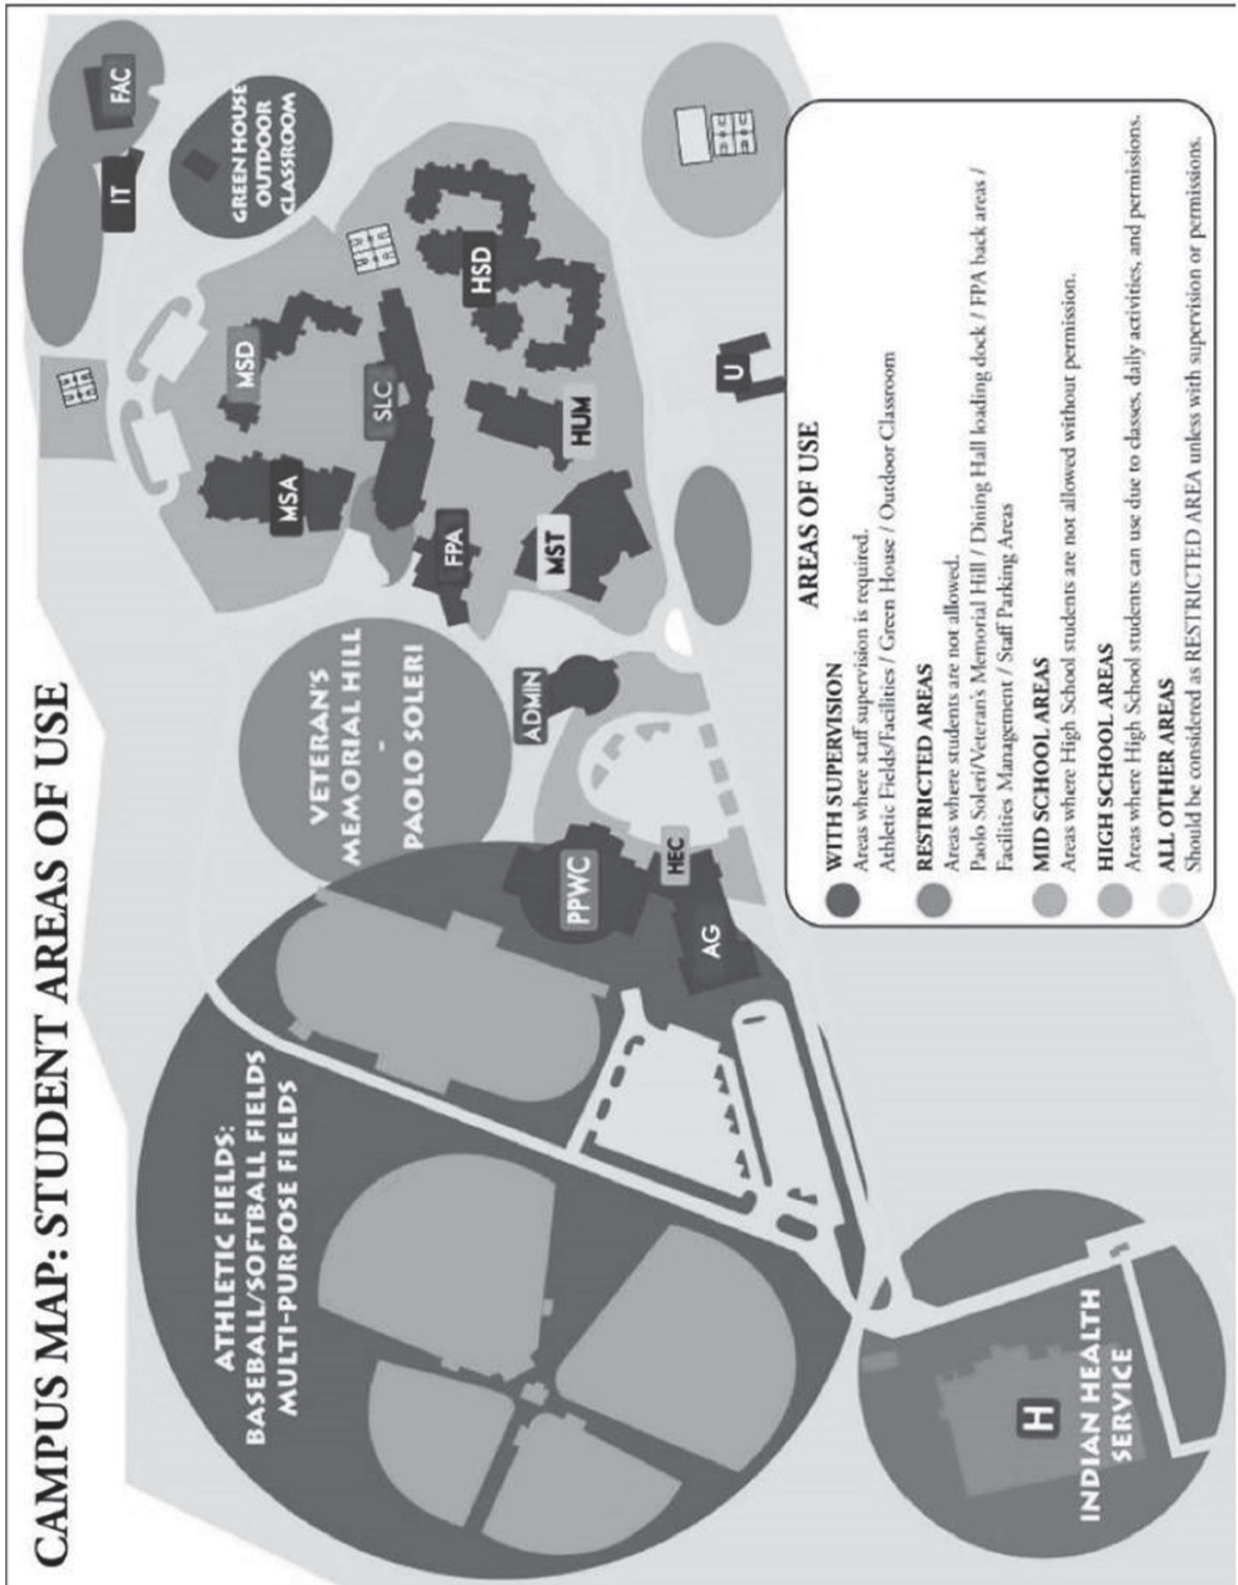 CAMPUS MAP: STUDENT AREAS OF USE
ATHLETIC FIELDS:
BASEBALL/SOFTBALL FIELDS
MULTI-PURPOSE FIELDS
VETERAN'S
MEMORIAL HILL
-
PAOLO SOLERI
MSA
MSD
IT
FAC
GREEN HOUSE
OUTDOOR
CLASSROOM
SLC
FPA
HSD
HUM
MST
ADMIN
PPWC
HEC
AG
U
H
INDIAN HEALTH
SERVICE
AREAS OF USE
WITH SUPERVISION
Areas where staff supervision is required.
Athletic Fields/Facilities / Green House / Outdoor Classroom
RESTRICTED AREAS
Areas where students are not allowed.
Paolo Soleri/Veteran's Memorial Hill / Dining Hall loading dock / FPA back areas /
Facilities Management / Staff Parking Areas
MID SCHOOL AREAS
Areas where High School students are not allowed without permission.
HIGH SCHOOL AREAS
Areas where High School students can use due to classes, daily activities, and permissions.
ALL OTHER AREAS
Should be considered as RESTRICTED AREA unless with supervision or permissions.